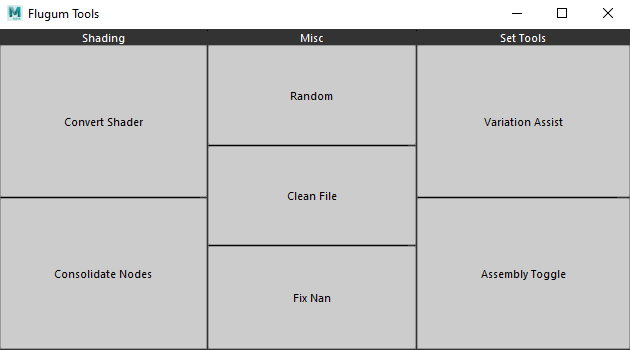 Flugum Tools
Shading
Misc
Set Tools
Convert Shader
Consolidate Nodes
Random
Clean File
Fix Nan
Variation Assist
Assembly Toggle